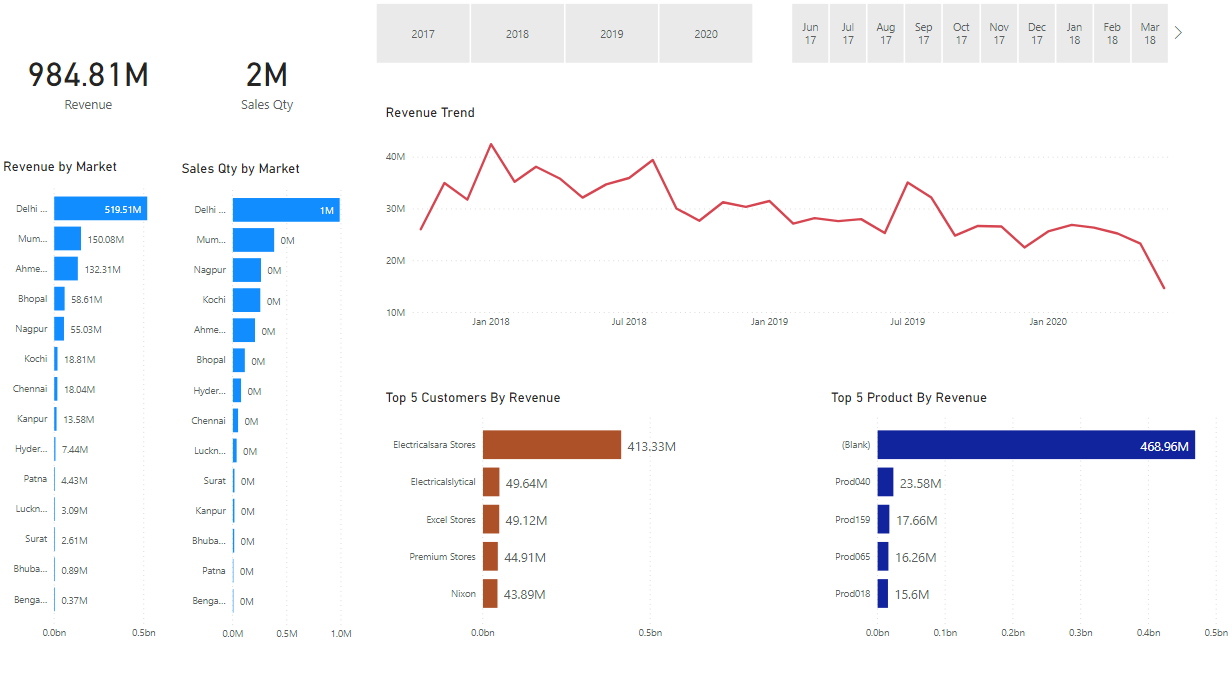 2017 2018 2019 2020
Jun 17 Jul 17 Aug 17 Sep 17 Oct 17 Nov 17 Dec 17 Jan 18 Feb 18 Mar 18
984.81M
Revenue
2M
Sales Qty
Revenue by Market
Delhi ... 519.51M
Mum... 150.08M
Ahme... 132.31M
Bhopal 58.61M
Nagpur 55.03M
Kochi 18.81M
Chennai 18.04M
Kanpur 13.58M
Hyder... 7.44M
Patna 4.43M
Luckn... 3.09M
Surat 2.61M
Bhuba... 0.89M
Benga... 0.37M
0.0bn 0.5bn
Sales Qty by Market
Delhi ... 1M
Mum... 0M
Nagpur 0M
Kochi 0M
Ahme... 0M
Bhopal 0M
Hyder... 0M
Chennai 0M
Luckn... 0M
Surat 0M
Kanpur 0M
Bhuba... 0M
Patna 0M
Benga... 0M
0.0M 0.5M 1.0M
Revenue Trend
40M
30M
20M
10M
Jan 2018 Jul 2018 Jan 2019 Jul 2019 Jan 2020
Top 5 Customers By Revenue
Electricalsara Stores 413.33M
Electricalslytical 49.64M
Excel Stores 49.12M
Premium Stores 44.91M
Nixon 43.89M
0.0bn 0.5bn
Top 5 Product By Revenue
(Blank) 468.96M
Prod040 23.58M
Prod159 17.66M
Prod065 16.26M
Prod018 15.6M
0.0bn 0.1bn 0.2bn 0.3bn 0.4bn 0.5bn